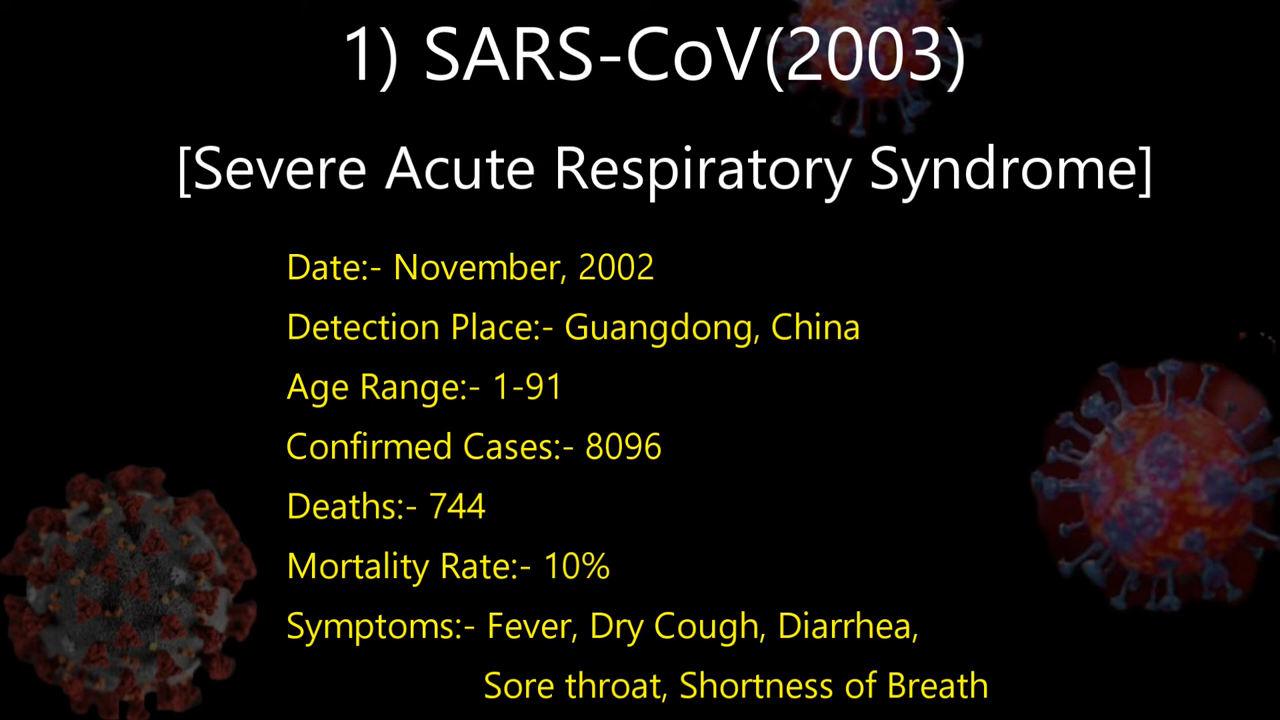 1) SARS-CoV(2003)
[Severe Acute Respiratory Syndrome]
Date:- November, 2002
Detection Place:- Guangdong, China
Age Range:- 1-91
Confirmed Cases:- 8096
Deaths:- 744
Mortality Rate:- 10%
Symptoms:- Fever, Dry Cough, Diarrhea,
Sore throat, Shortness of Breath